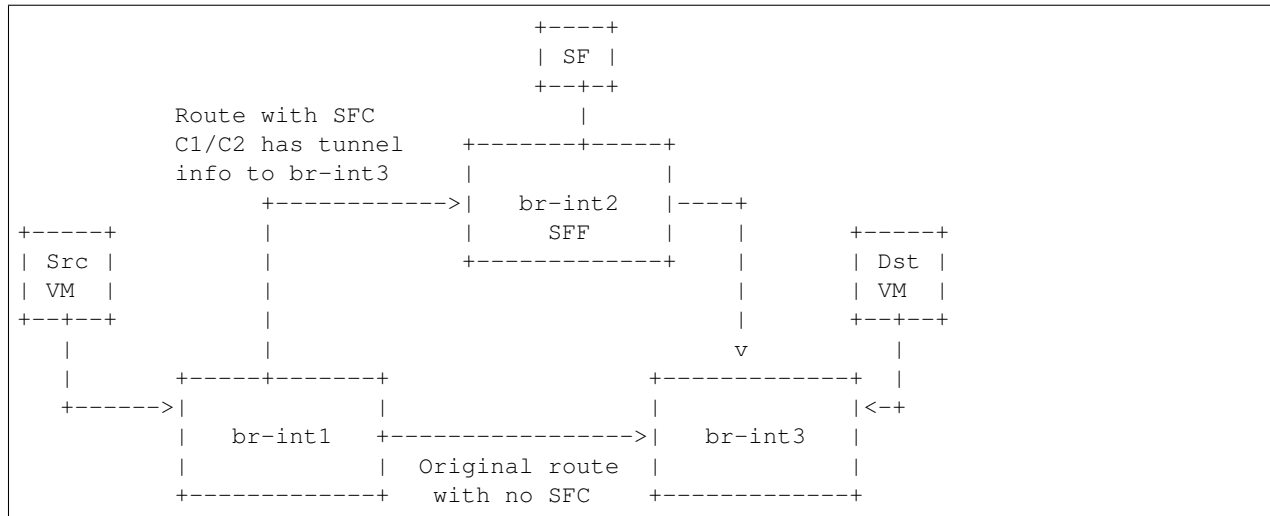 SF
Route with SFC
C1/C2 has tunnel
info to br-int3
br-int2
SFF
Src
VM
Dst
VM
br-int1
br-int3
Original route
with no SFC